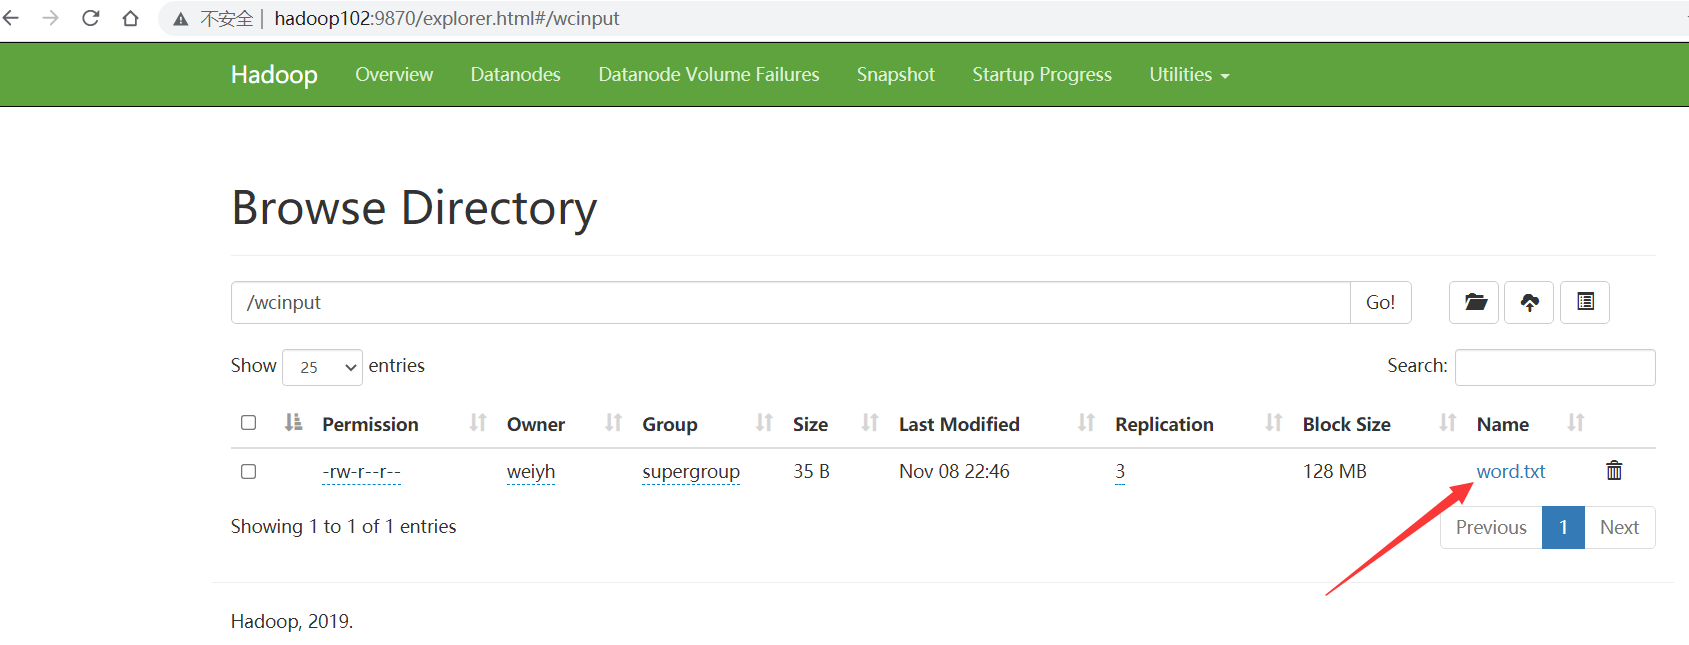 不安全 | hadoop102:9870/explorer.html#/wcinput
Hadoop Overview Datanodes Datanode Volume Failures Snapshot Startup Progress Utilities
Browse Directory
/wcinput Go!
Show 25 entries Search:
Permission Owner Group Size Last Modified Replication Block Size Name
-rw-r--r-- weiyh supergroup 35 B Nov 08 22:46 3 128 MB word.txt
Showing 1 to 1 of 1 entries Previous 1 Next
Hadoop, 2019.